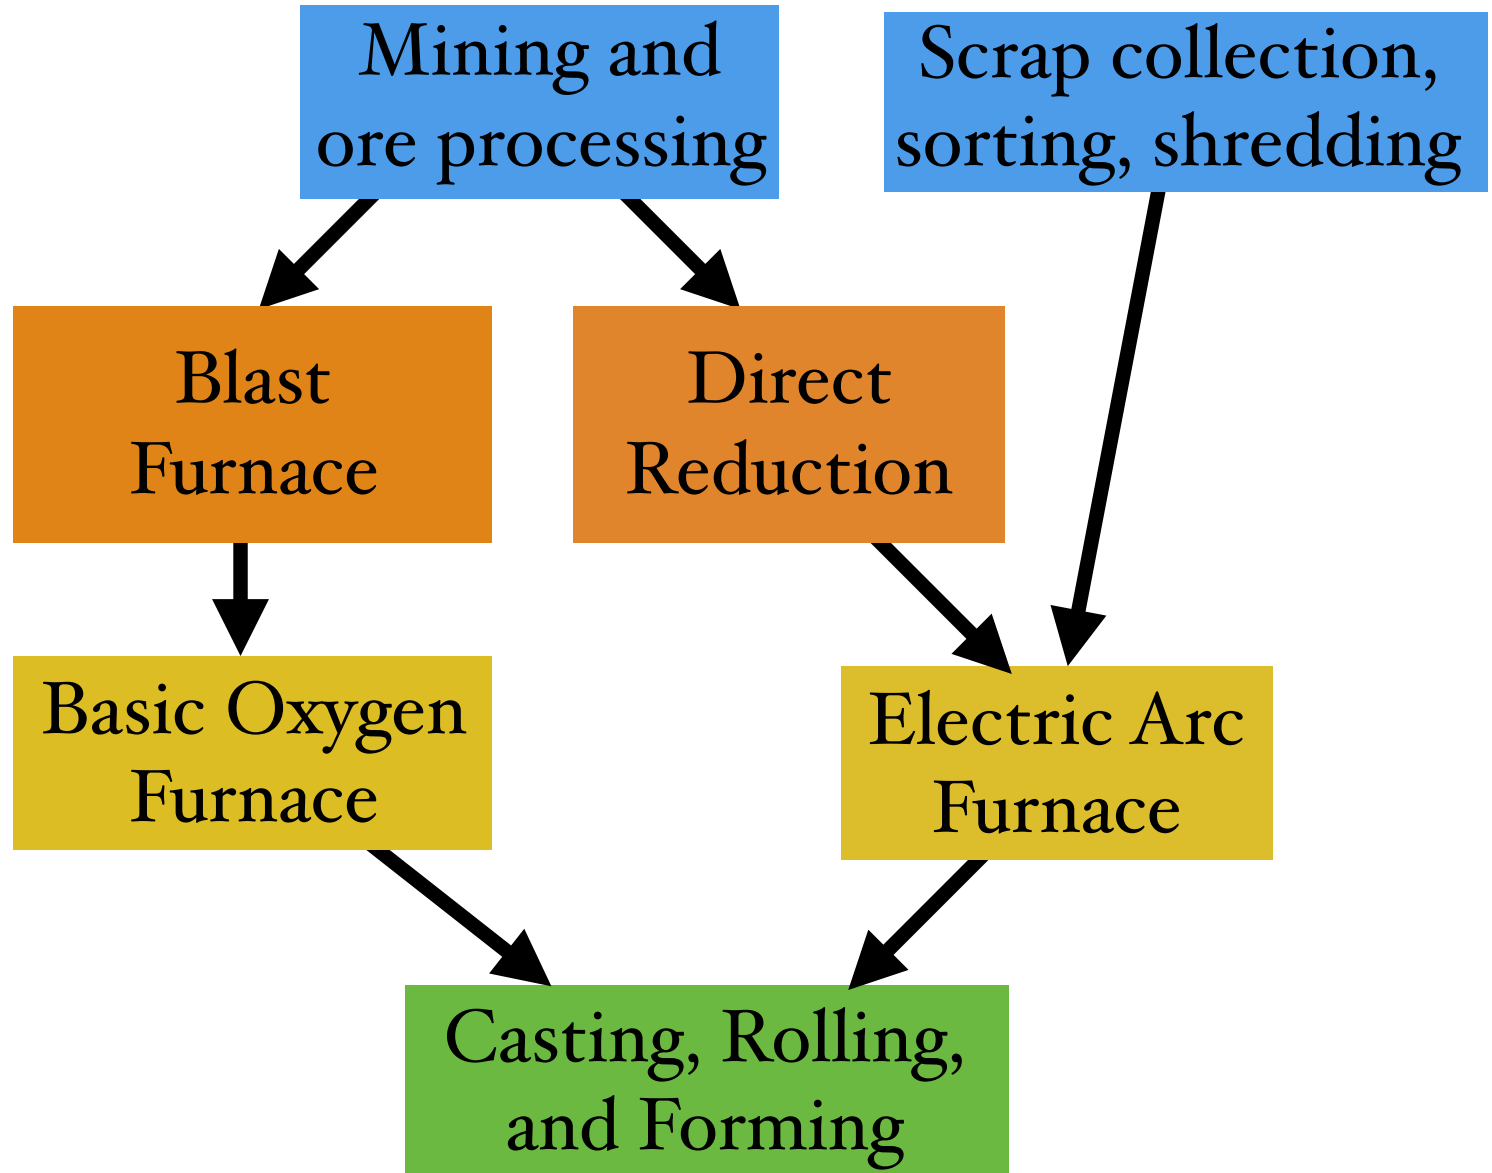 Mining and
ore processing
Scrap collection,
sorting, shredding
Blast
Furnace
Direct
Reduction
Basic Oxygen
Furnace
Electric Arc
Furnace
Casting, Rolling,
and Forming